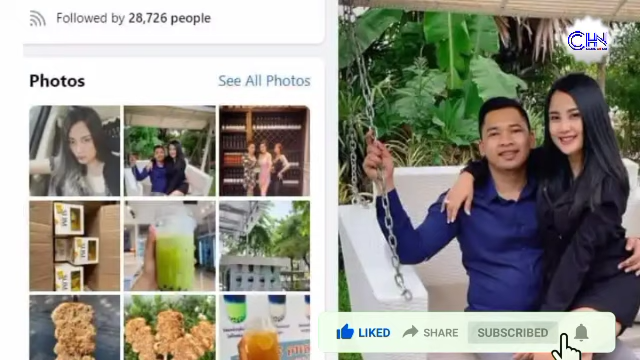 Followed by 28,726 people
Photos
See All Photos
CHN
LIKED
SHARE
SUBSCRIBED